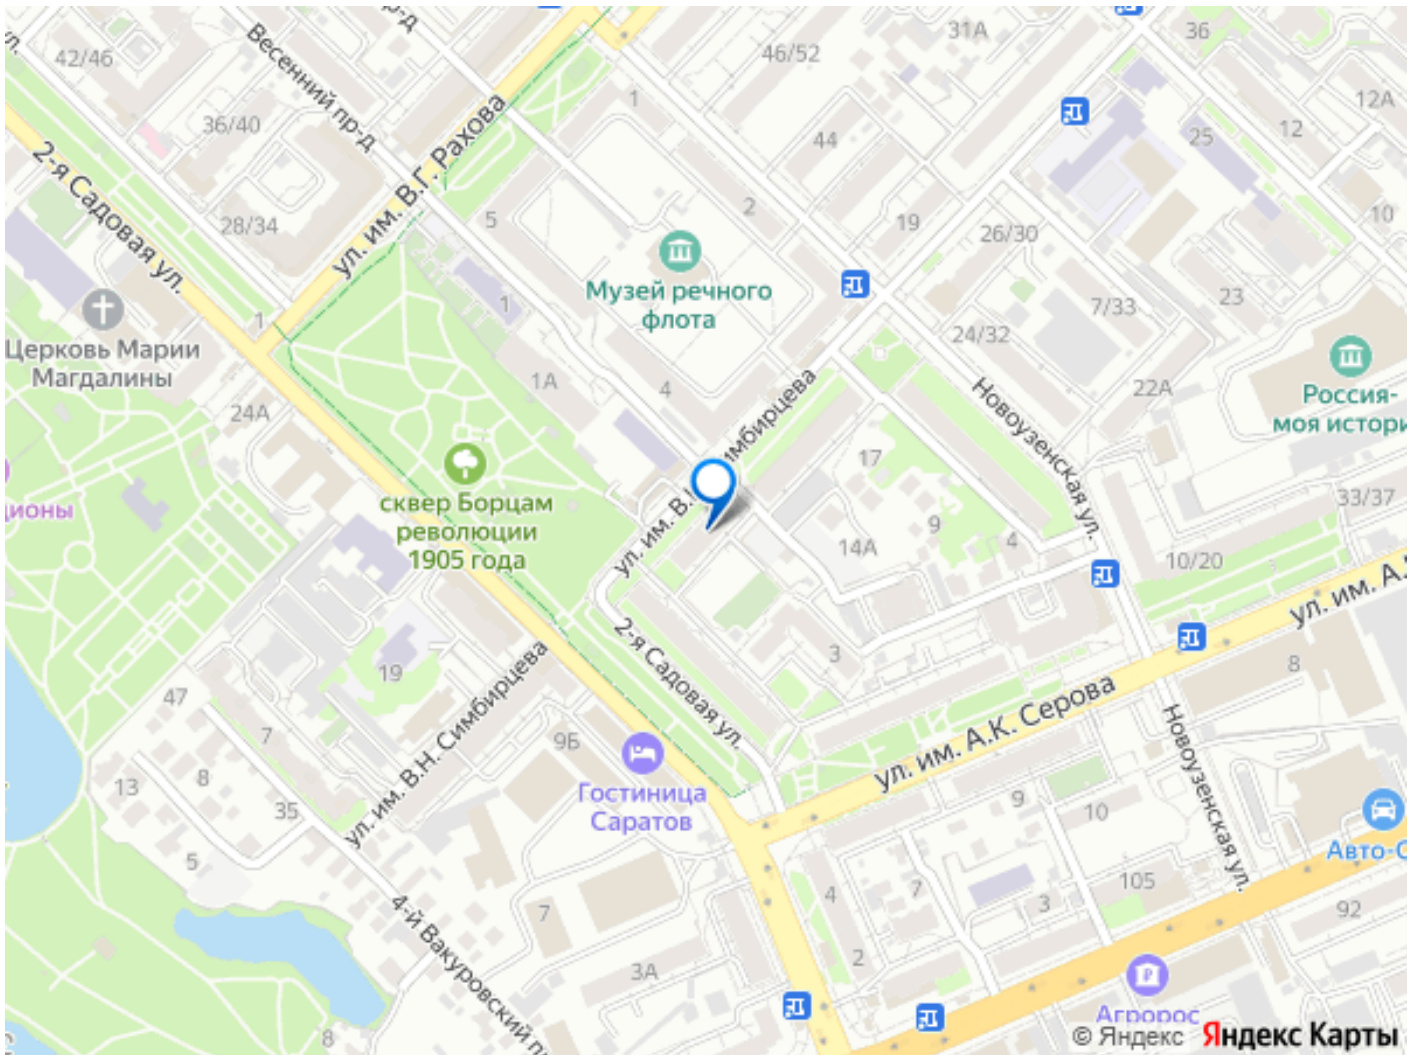 пр-д
31А
36
ул.
42/46
Весенний пр-д
46/52
1
12А
36/40
ул. им. В.Г. Рахова
44
12
25
2-я Садовая ул.
28/34
5
2
19
26/30
10
Музей речного
флота
1
7/33
23
1
24/32
Церковь Марии
Магдалины
1А
4
22А
Россия-
моя истори
24А
Новоузенская ул.
17
ционы
сквер Борцам
революции
1905 года
ул. им. В.
имбирцева
9
14А
4
33/37
10/20
ул. им. А.
2-я Садовая ул.
3
8
19
47
7
ул. им. В.Н. Симбирцева
9Б
ул. им. А.К. Серова
Новоузенская ул.
8
13
35
Гостиница
Саратов
9
10
Авто-С
5
4-й Вакуровский п
7
4
7
3
105
92
2
3А
8
Агророс
© Яндекс Яндекс Карты